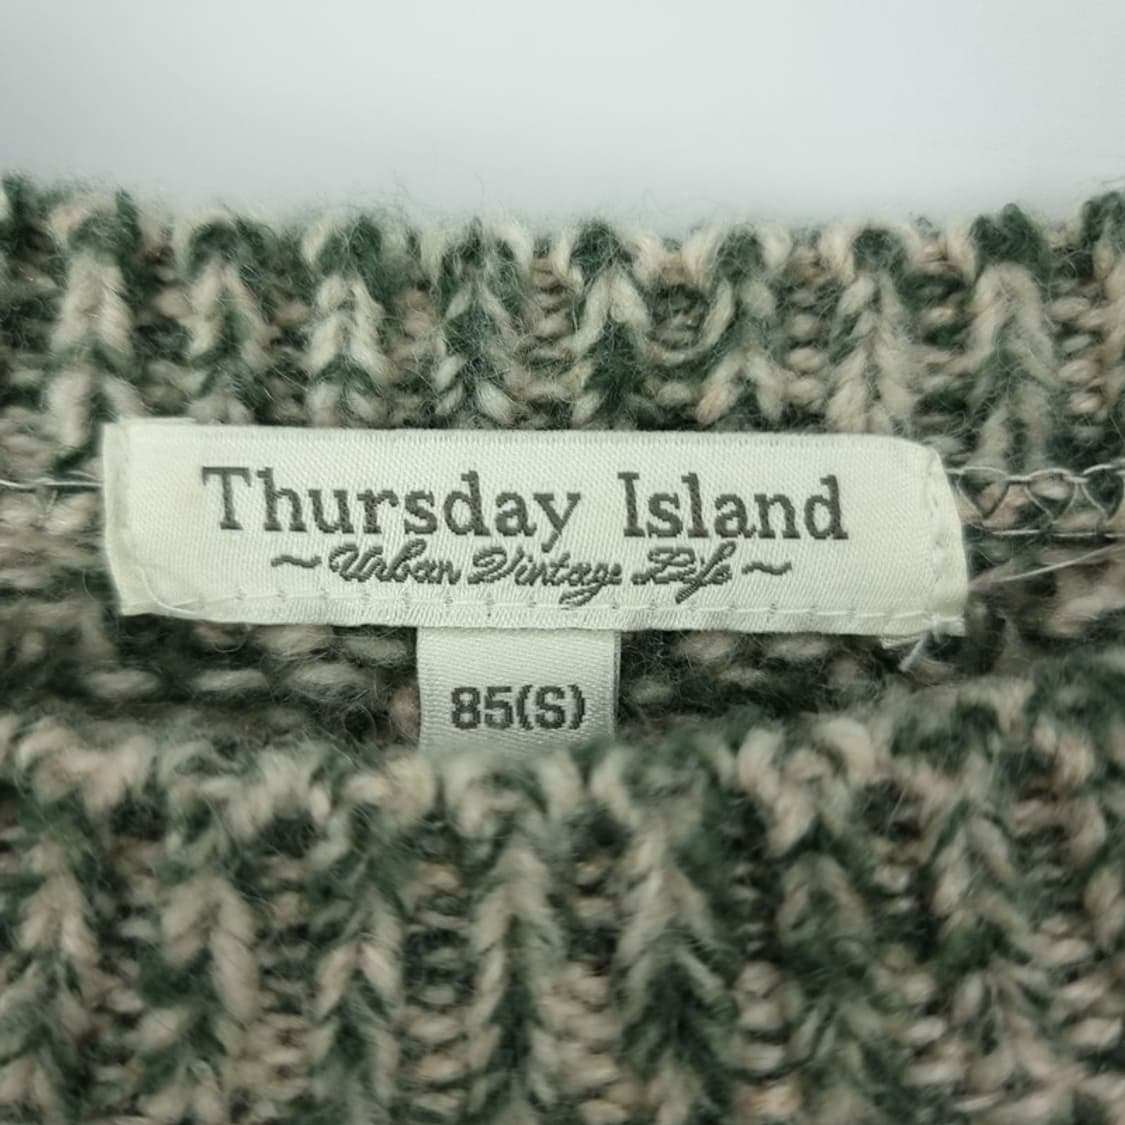 Thursday Island
~Urban Vintage Life~
85(S)